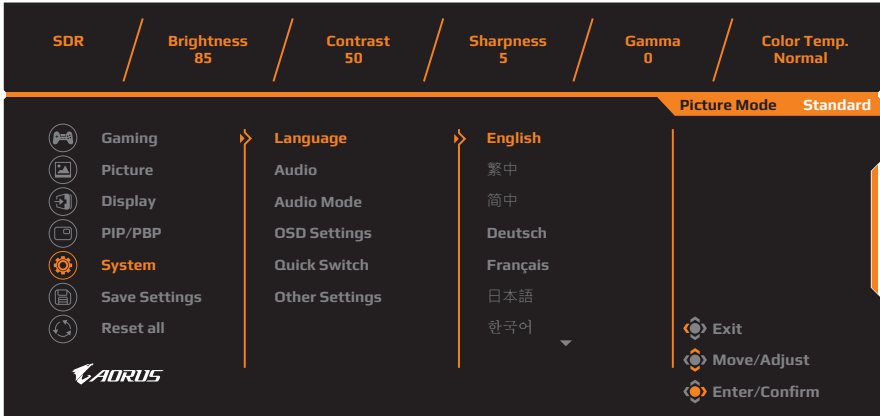 SDR
Brightness
85
Contrast
50
Sharpness
5
Gamma
0
Color Temp.
Normal
Picture Mode Standard
Gaming
Picture
Display
PIP/PBP
System
Save Settings
Reset all
Language
Audio
Audio Mode
OSD Settings
Quick Switch
Other Settings
English
繁中
简中
Deutsch
Français
日本語
한국어
Exit
Move/Adjust
Enter/Confirm
AORUS